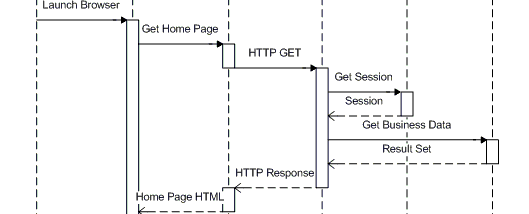 Launch Browser
Get Home Page
HTTP GET
Get Session
Session
Get Business Data
Result Set
HTTP Response
Home Page HTML